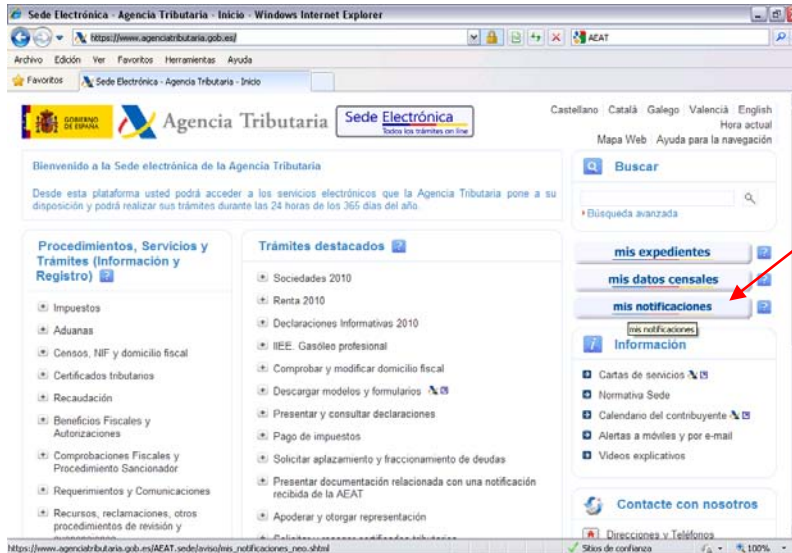 Sede Electrónica - Agencia Tributaria - Inicio - Windows Internet Explorer
https://www.agenciatributaria.gob.es/
AEAT
Archivo Edición Ver Favoritos Herramientas Ayuda
Favoritos
Sede Electrónica - Agencia Tributaria - Inicio
GOBIERNO
DE ESPAÑA
Agencia Tributaria
Sede Electrónica
Todos los trámites on line
Castellano Català Galego Valencià English
Hora actual
Mapa Web Ayuda para la navegación
Bienvenido a la Sede electrónica de la Agencia Tributaria
Desde esta plataforma usted podrá acceder a los servicios electrónicos que la Agencia Tributaria pone a su
disposición y podrá realizar sus trámites durante las 24 horas de los 365 días del año.
Procedimientos, Servicios y
Trámites (Información y
Registro)
Impuestos
Aduanas
Censos, NIF y domicilio fiscal
Certificados tributarios
Recaudación
Beneficios Fiscales y
Autorizaciones
Comprobaciones Fiscales y
Procedimiento Sancionador
Requerimientos y Comunicaciones
Recursos, reclamaciones, otros
procedimientos de revisión y
suspensiones
Trámites destacados
Sociedades 2010
Renta 2010
Declaraciones Informativas 2010
IIEE. Gasóleo profesional
Comprobar y modificar domicilio fiscal
Descargar modelos y formularios
Presentar y consultar declaraciones
Pago de impuestos
Solicitar aplazamiento y fraccionamiento de deudas
Presentar documentación relacionada con una notificación
recibida de la AEAT
Apoderar y otorgar representación
Buscar
Búsqueda avanzada
mis expedientes
mis datos censales
mis notificaciones
mis notificaciones
Información
Cartas de servicios
Normativa Sede
Calendario del contribuyente
Alertas a móviles y por e-mail
Videos explicativos
Contacte con nosotros
Direcciones y Teléfonos
https://www.agenciatributaria.gob.es/AEAT.sede/aviso/mis_notificaciones_neo.shtml
Sitios de confianza
100%